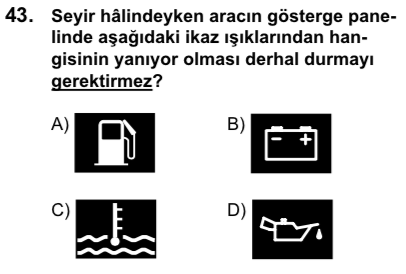 43. Seyir hâlindeyken aracın gösterge pane-
linde aşağıdaki ikaz ışıklarından han-
gisinin yanıyor olması derhal durmayı
gerektirmez?
A) B)
C) D)